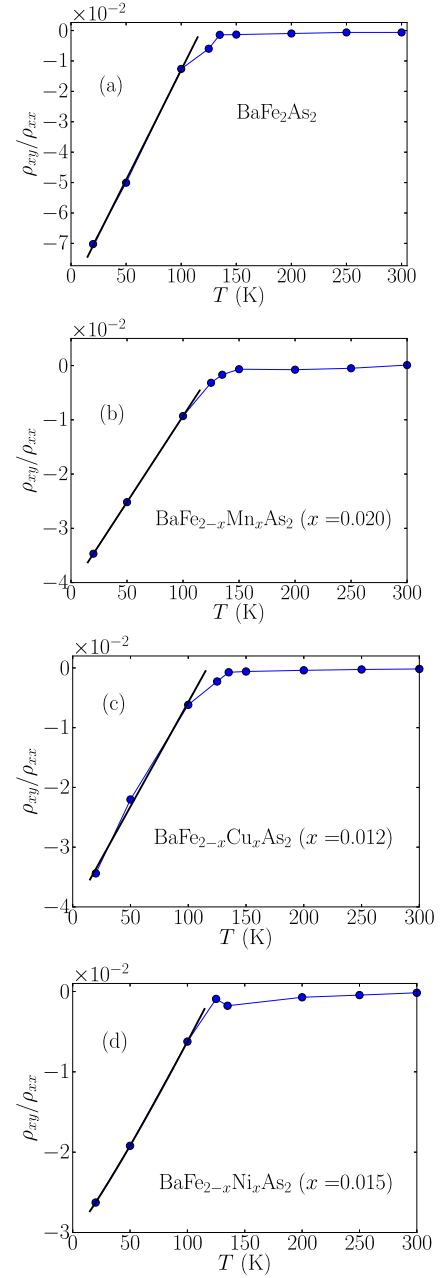 ×10⁻²
0
−1
−2
−3
−4
−5
−6
−7
ρxy/ρxx
(a)
BaFe₂As₂
0 50 100 150 200 250 300
T (K)
×10⁻²
0
−1
−2
−3
−4
ρxy/ρxx
(b)
BaFe₂₋ₓMnₓAs₂ (x =0.020)
0 50 100 150 200 250 300
T (K)
×10⁻²
0
−1
−2
−3
−4
ρxy/ρxx
(c)
BaFe₂₋ₓCuₓAs₂ (x =0.012)
0 50 100 150 200 250 300
T (K)
×10⁻²
0
−1
−2
−3
ρxy/ρxx
(d)
BaFe₂₋ₓNiₓAs₂ (x =0.015)
0 50 100 150 200 250 300
T (K)